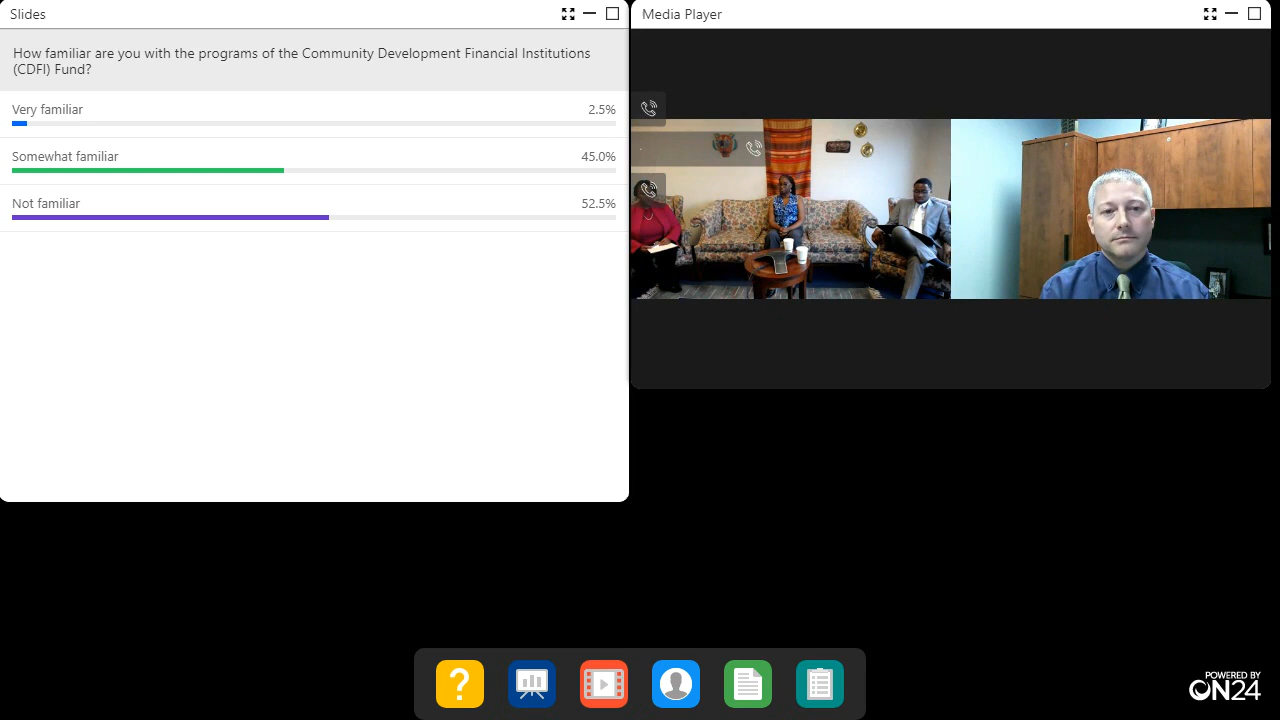 Slides
How familiar are you with the programs of the Community Development Financial Institutions
(CDFI) Fund?
Very familiar 2.5%
Somewhat familiar 45.0%
Not familiar 52.5%
Media Player
?
POWERED BY
ON24